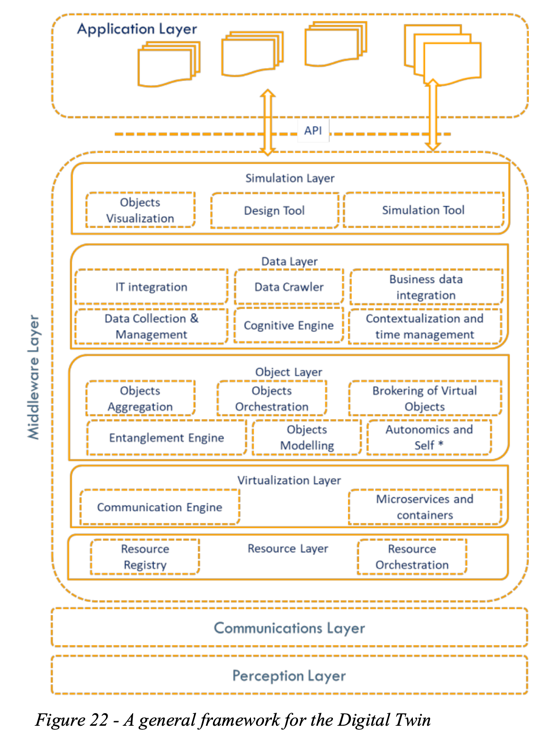 Application Layer
API
Simulation Layer
Objects
Visualization
Design Tool
Simulation Tool
Data Layer
IT integration
Data Crawler
Business data
integration
Data Collection &
Management
Cognitive Engine
Contextualization and
time management
Object Layer
Objects
Aggregation
Objects
Orchestration
Brokering of Virtual
Objects
Entanglement Engine
Objects
Modelling
Autonomics and
Self *
Virtualization Layer
Communication Engine
Microservices and
containers
Resource
Registry
Resource Layer
Resource
Orchestration
Middleware Layer
Communications Layer
Perception Layer
Figure 22 - A general framework for the Digital Twin